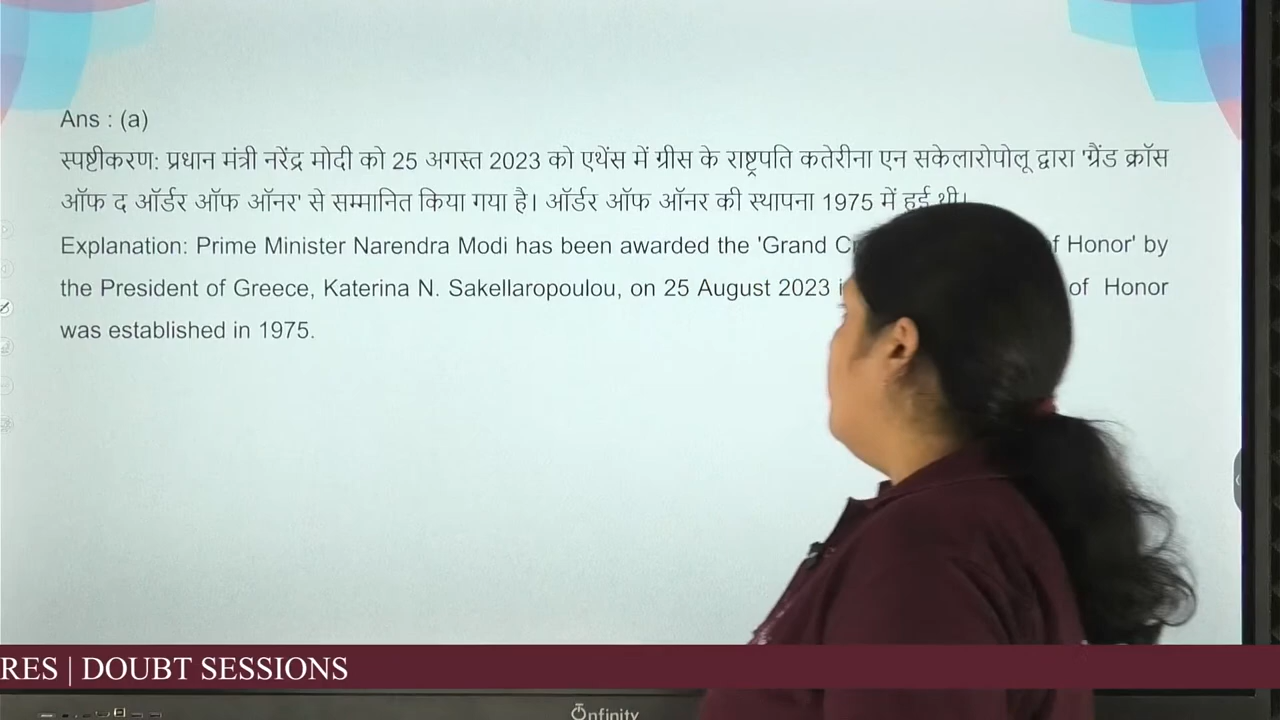 Ans : (a)
स्पष्टीकरण: प्रधान मंत्री नरेंद्र मोदी को 25 अगस्त 2023 को एथेंस में ग्रीस के राष्ट्रपति कतेरीना एन सकेलारोपोलू द्वारा 'ग्रैंड क्रॉस
ऑफ द ऑर्डर ऑफ ऑनर' से सम्मानित किया गया है। ऑर्डर ऑफ ऑनर की स्थापना 1975 में हुई थी।
Explanation: Prime Minister Narendra Modi has been awarded the 'Grand of Honor' by
the President of Greece, Katerina N. Sakellaropoulou, on 25 August 2023 of Honor
was established in 1975.
RES | DOUBT SESSIONS
Onfinity